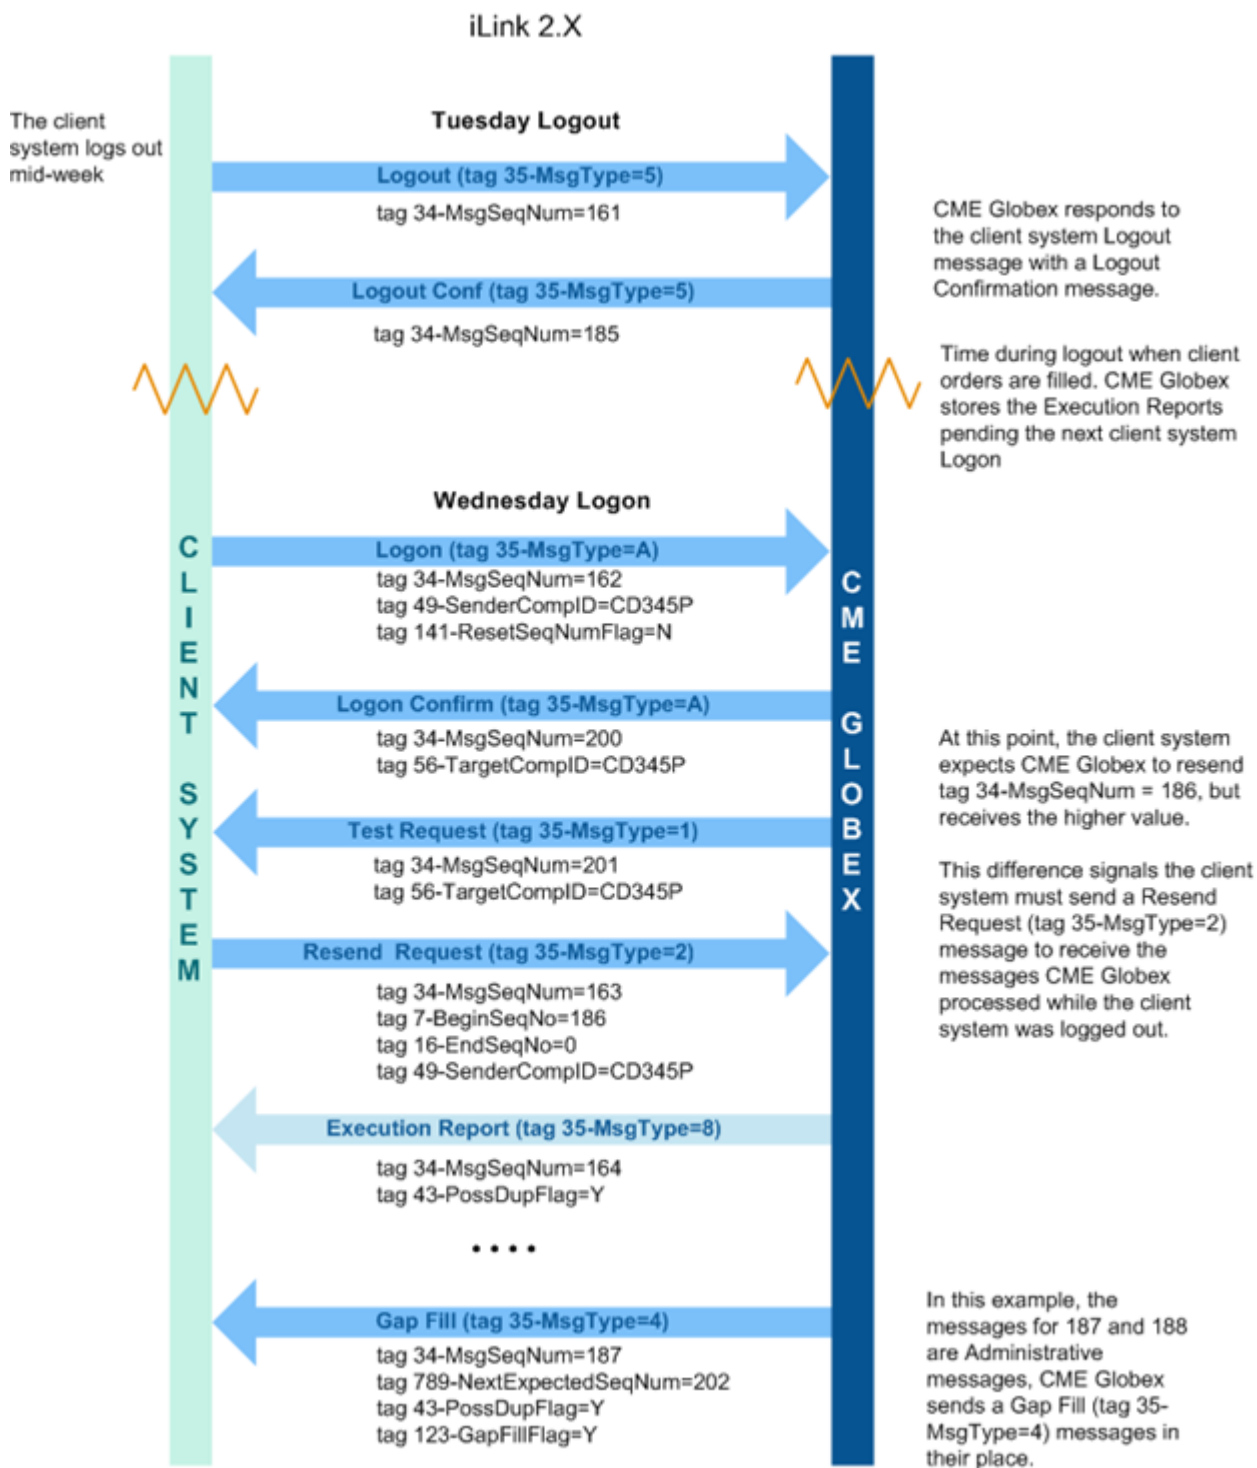 iLink 2.X
Tuesday Logout
The client
system logs out
mid-week
Logout (tag 35-MsgType=5)
tag 34-MsgSeqNum=161
CME Globex responds to
the client system Logout
message with a Logout
Confirmation message.
Logout Conf (tag 35-MsgType=5)
tag 34-MsgSeqNum=185
Time during logout when client
orders are filled. CME Globex
stores the Execution Reports
pending the next client system
Logon
Wednesday Logon
CLIENT SYSTEM
CME GLOBEX
Logon (tag 35-MsgType=A)
tag 34-MsgSeqNum=162
tag 49-SenderCompID=CD345P
tag 141-ResetSeqNumFlag=N
Logon Confirm (tag 35-MsgType=A)
tag 34-MsgSeqNum=200
tag 56-TargetCompID=CD345P
At this point, the client system
expects CME Globex to resend
tag 34-MsgSeqNum = 186, but
receives the higher value.
Test Request (tag 35-MsgType=1)
tag 34-MsgSeqNum=201
tag 56-TargetCompID=CD345P
This difference signals the client
system must send a Resend
Request (tag 35-MsgType=2)
message to receive the
messages CME Globex
processed while the client
system was logged out.
Resend Request (tag 35-MsgType=2)
tag 34-MsgSeqNum=163
tag 7-BeginSeqNo=186
tag 16-EndSeqNo=0
tag 49-SenderCompID=CD345P
Execution Report (tag 35-MsgType=8)
tag 34-MsgSeqNum=164
tag 43-PossDupFlag=Y
• • • •
Gap Fill (tag 35-MsgType=4)
tag 34-MsgSeqNum=187
tag 789-NextExpectedSeqNum=202
tag 43-PossDupFlag=Y
tag 123-GapFillFlag=Y
In this example, the
messages for 187 and 188
are Administrative
messages, CME Globex
sends a Gap Fill (tag 35-
MsgType=4) messages in
their place.